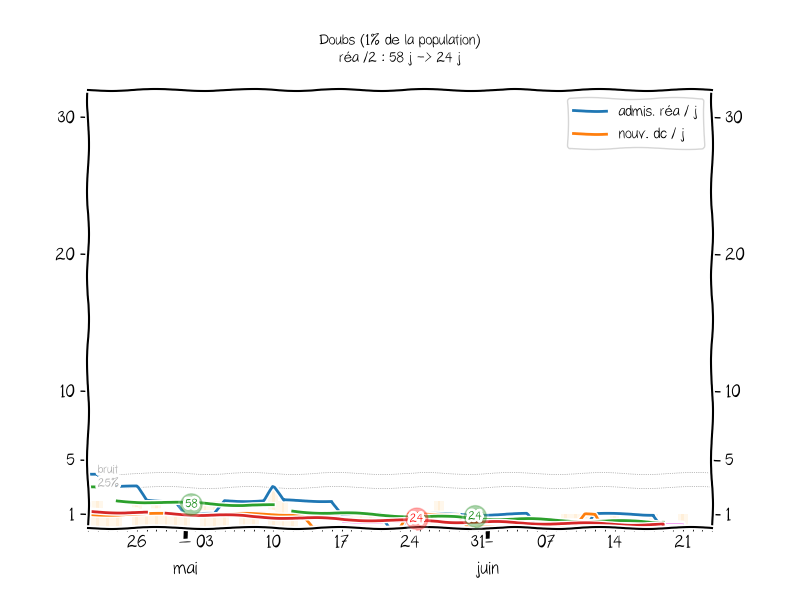 Doubs (1% de la population)
réa /2 : 58 j -> 24 j
admis. réa / j
nouv. dc / j
30 30
20 20
10 10
5 5
1 1
bruit
25%
58
24
24
26 03 10 17 24 31 07 14 21
mai juin